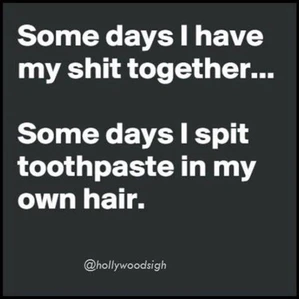 Some days I have
my shit together...
Some days I spit
toothpaste in my
own hair.
@hollywoodsigh